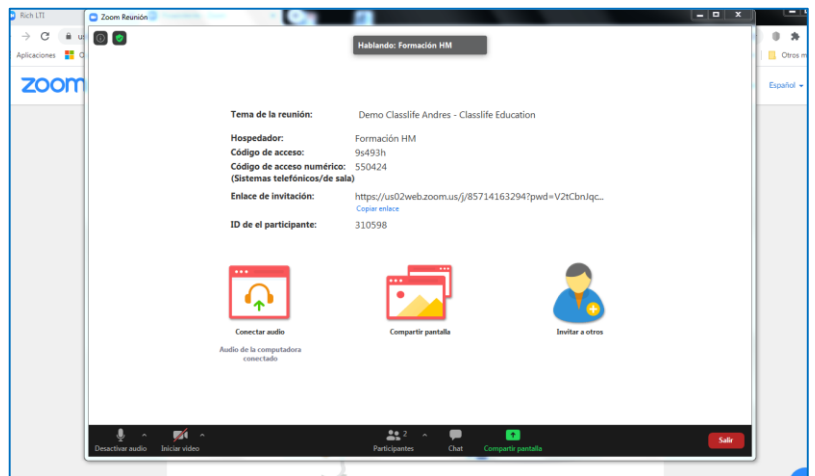 Rich LTI
Zoom Reunión
Aplicaciones
Otros m
zoom
Español
Hablando: Formación HM
Tema de la reunión: Demo Classlife Andres - Classlife Education
Hospedador: Formación HM
Código de acceso: 9s493h
Código de acceso numérico: 550424
(Sistemas telefónicos/de sala)
Enlace de invitación: https://us02web.zoom.us/j/85714163294?pwd=V2tCbnJqc...
Copiar enlace
ID de el participante: 310598
Conectar audio
Compartir pantalla
Invitar a otros
Audio de la computadora
conectado
Desactivar audio
Iniciar video
2
Participantes
Chat
Compartir pantalla
Salir